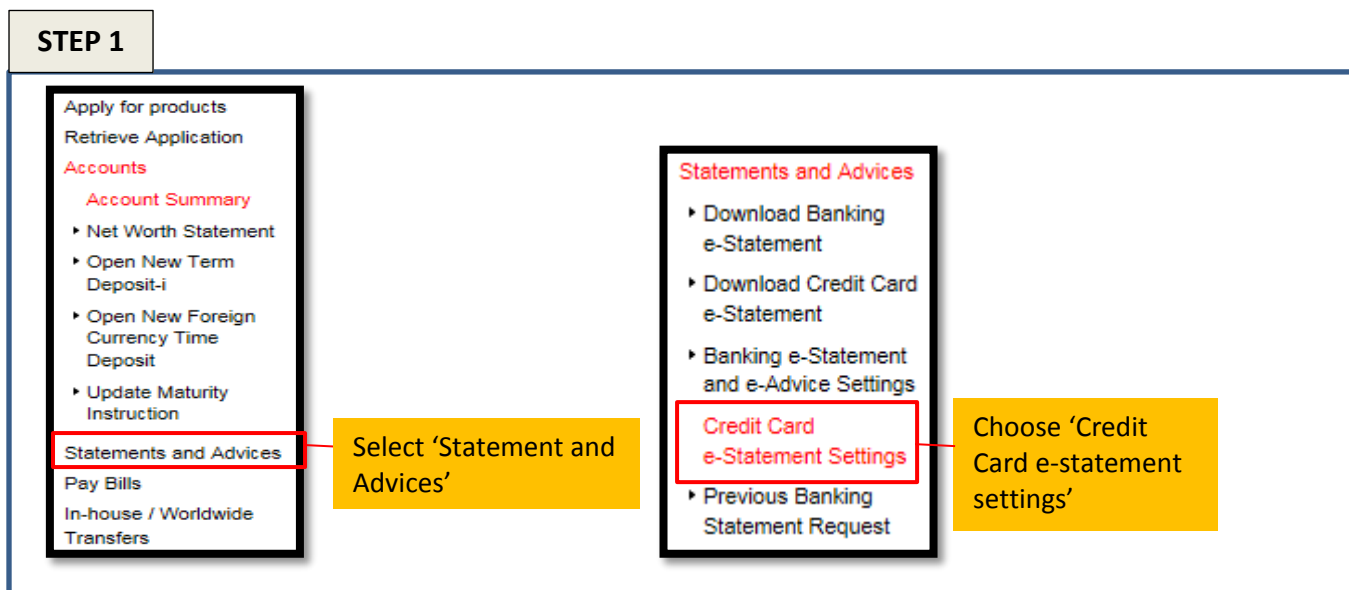 STEP 1
Apply for products
Retrieve Application
Accounts
Account Summary
Net Worth Statement
Open New Term
Deposit-i
Open New Foreign
Currency Time
Deposit
Update Maturity
Instruction
Statements and Advices
Pay Bills
In-house / Worldwide
Transfers
Select ‘Statement and
Advices’
Statements and Advices
Download Banking
e-Statement
Download Credit Card
e-Statement
Banking e-Statement
and e-Advice Settings
Credit Card
e-Statement Settings
Previous Banking
Statement Request
Choose ‘Credit
Card e-statement
settings’